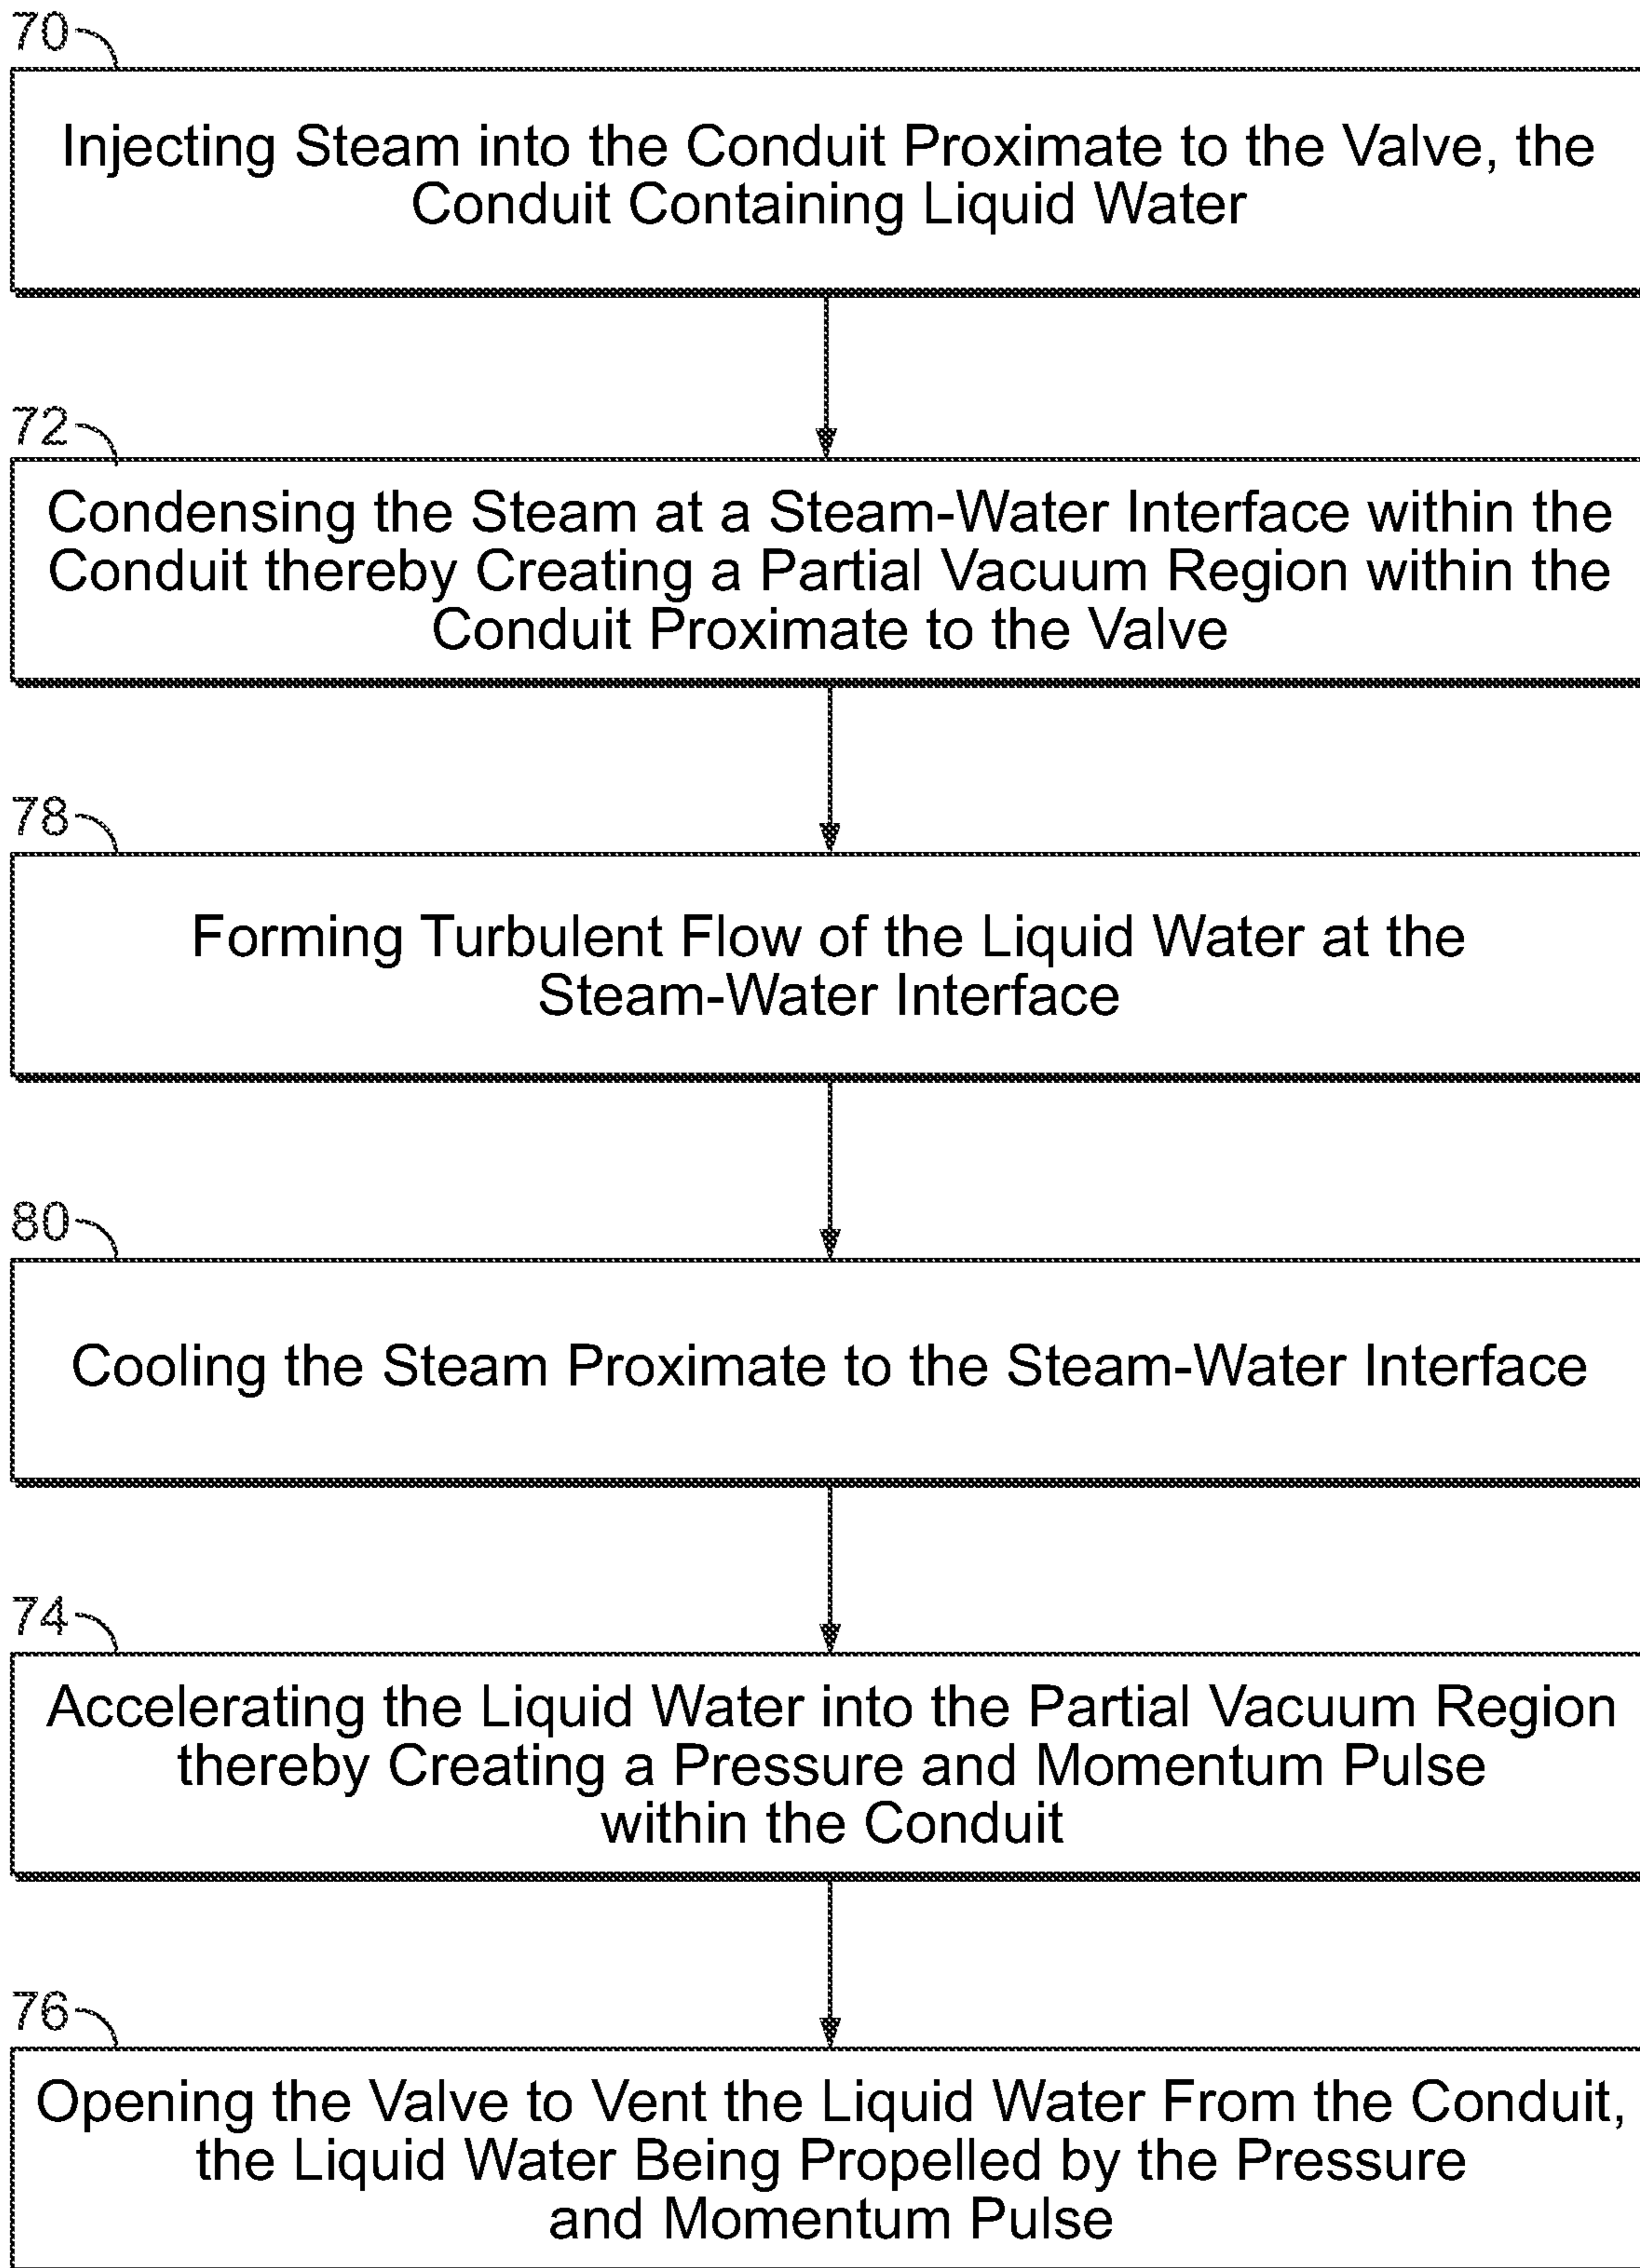 70
Injecting Steam into the Conduit Proximate to the Valve, the
Conduit Containing Liquid Water
72
Condensing the Steam at a Steam-Water Interface within the
Conduit thereby Creating a Partial Vacuum Region within the
Conduit Proximate to the Valve
78
Forming Turbulent Flow of the Liquid Water at the
Steam-Water Interface
80
Cooling the Steam Proximate to the Steam-Water Interface
74
Accelerating the Liquid Water into the Partial Vacuum Region
thereby Creating a Pressure and Momentum Pulse
within the Conduit
76
Opening the Valve to Vent the Liquid Water From the Conduit,
the Liquid Water Being Propelled by the Pressure
and Momentum Pulse